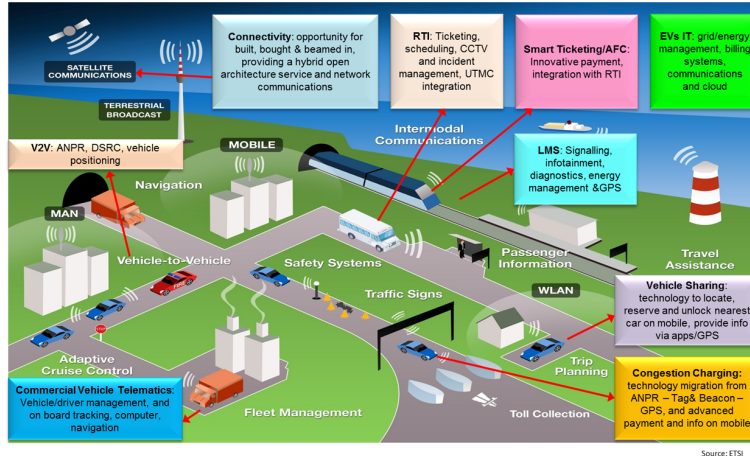 Connectivity: opportunity for
built, bought & beamed in,
providing a hybrid open
architecture service and network
communications
RTI: Ticketing,
scheduling, CCTV
and incident
management, UTMC
integration
Smart Ticketing/AFC:
Innovative payment,
integration with RTI
EVs IT: grid/energy
management, billing
systems,
communications
and cloud
SATELLITE
COMMUNICATIONS
TERRESTRIAL
BROADCAST
V2V: ANPR, DSRC, vehicle
positioning
MOBILE
Intermodal
Communications
LMS: Signalling,
infotainment,
diagnostics, energy
management &GPS
Navigation
MAN
Vehicle-to-Vehicle
Safety Systems
Passenger
Information
Travel
Assistance
Traffic Signs
WLAN
Vehicle Sharing:
technology to locate,
reserve and unlock nearest
car on mobile, provide info
via apps/GPS
STOP
Adaptive
Cruise Control
Trip
Planning
Commercial Vehicle Telematics:
Vehicle/driver management, and
on board tracking, computer,
navigation
Fleet Management
Toll Collection
Congestion Charging:
technology migration from
ANPR – Tag& Beacon –
GPS, and advanced
payment and info on mobile
Source: ETSI